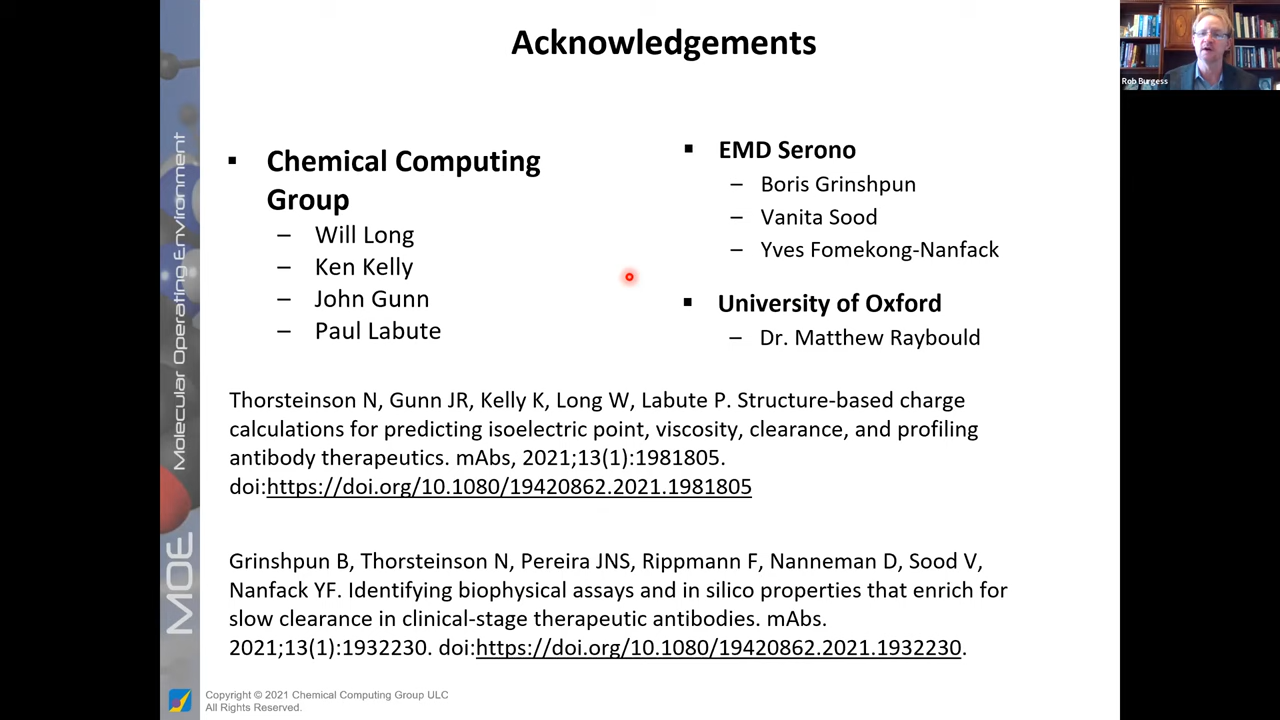 Acknowledgements
▪ Chemical Computing
Group
– Will Long
– Ken Kelly
– John Gunn
– Paul Labute
▪ EMD Serono
– Boris Grinshpun
– Vanita Sood
– Yves Fomekong-Nanfack
▪ University of Oxford
– Dr. Matthew Raybould
Thorsteinson N, Gunn JR, Kelly K, Long W, Labute P. Structure-based charge
calculations for predicting isoelectric point, viscosity, clearance, and profiling
antibody therapeutics. mAbs, 2021;13(1):1981805.
doi:https://doi.org/10.1080/19420862.2021.1981805
Grinshpun B, Thorsteinson N, Pereira JNS, Rippmann F, Nanneman D, Sood V,
Nanfack YF. Identifying biophysical assays and in silico properties that enrich for
slow clearance in clinical-stage therapeutic antibodies. mAbs.
2021;13(1):1932230. doi:https://doi.org/10.1080/19420862.2021.1932230.
Copyright © 2021 Chemical Computing Group ULC
All Rights Reserved.
MOE Molecular Operating Environment
Rob Burgess